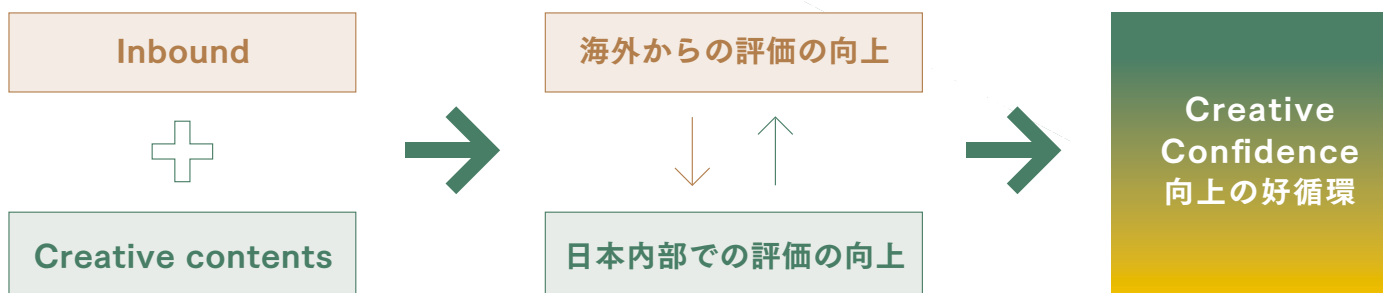 Inbound
Creative contents
海外からの評価の向上
日本内部での評価の向上
Creative
Confidence
向上の好循環